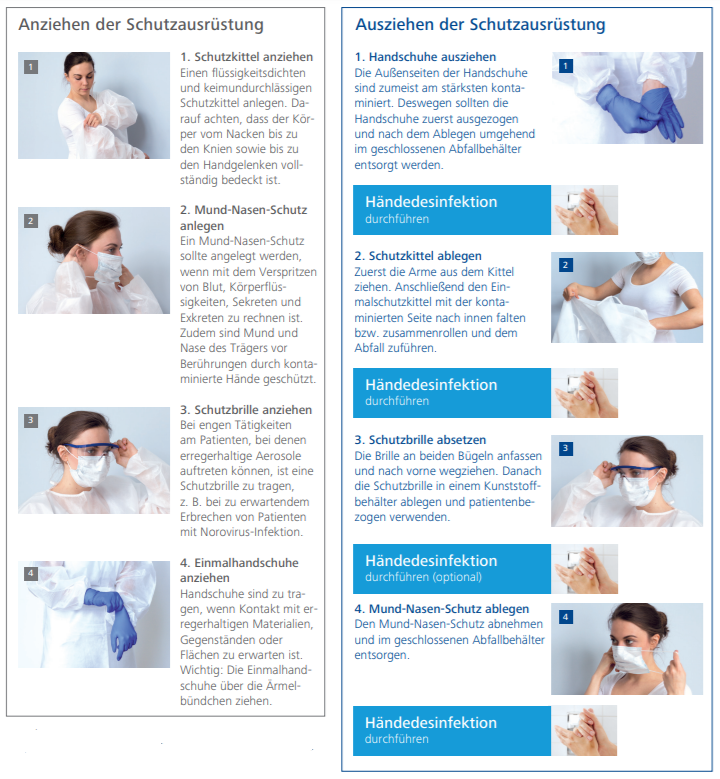 Anziehen der Schutzausrüstung
1
1. Schutzkittel anziehen
Einen flüssigkeitsdichten
und keimundurchlässigen
Schutzkittel anlegen. Da-
rauf achten, dass der Kör-
per vom Nacken bis zu
den Knien sowie bis zu
den Handgelenken voll-
ständig bedeckt ist.
2
2. Mund-Nasen-Schutz
anlegen
Ein Mund-Nasen-Schutz
sollte angelegt werden,
wenn mit dem Verspritzen
von Blut, Körperflüs-
sigkeiten, Sekreten und
Exkreten zu rechnen ist.
Zudem sind Mund und
Nase des Trägers vor
Berührungen durch konta-
minierte Hände geschützt.
3
3. Schutzbrille anziehen
Bei engen Tätigkeiten
am Patienten, bei denen
erregerhaltige Aerosole
auftreten können, ist eine
Schutzbrille zu tragen,
z. B. bei zu erwartendem
Erbrechen von Patienten
mit Norovirus-Infektion.
4
4. Einmalhandschuhe
anziehen
Handschuhe sind zu tra-
gen, wenn Kontakt mit er-
regerhaltigen Materialien,
Gegenständen oder
Flächen zu erwarten ist.
Wichtig: Die Einmalhand-
schuhe über die Ärmel-
bündchen ziehen.
Ausziehen der Schutzausrüstung
1. Handschuhe ausziehen
Die Außenseiten der Handschuhe
sind zumeist am stärksten konta-
miniert. Deswegen sollten die
Handschuhe zuerst ausgezogen
und nach dem Ablegen umgehend
im geschlossenen Abfallbehälter
entsorgt werden.
1
Händedesinfektion
durchführen
2. Schutzkittel ablegen
Zuerst die Arme aus dem Kittel
ziehen. Anschließend den Ein-
malschutzkittel mit der konta-
minierten Seite nach innen falten
bzw. zusammenrollen und dem
Abfall zuführen.
2
Händedesinfektion
durchführen
3. Schutzbrille absetzen
Die Brille an beiden Bügeln anfassen
und nach vorne wegziehen. Danach
die Schutzbrille in einem Kunststoff-
behälter ablegen und patientenbe-
zogen verwenden.
3
Händedesinfektion
durchführen (optional)
4. Mund-Nasen-Schutz ablegen
Den Mund-Nasen-Schutz abnehmen
und im geschlossenen Abfallbehälter
entsorgen.
4
Händedesinfektion
durchführen